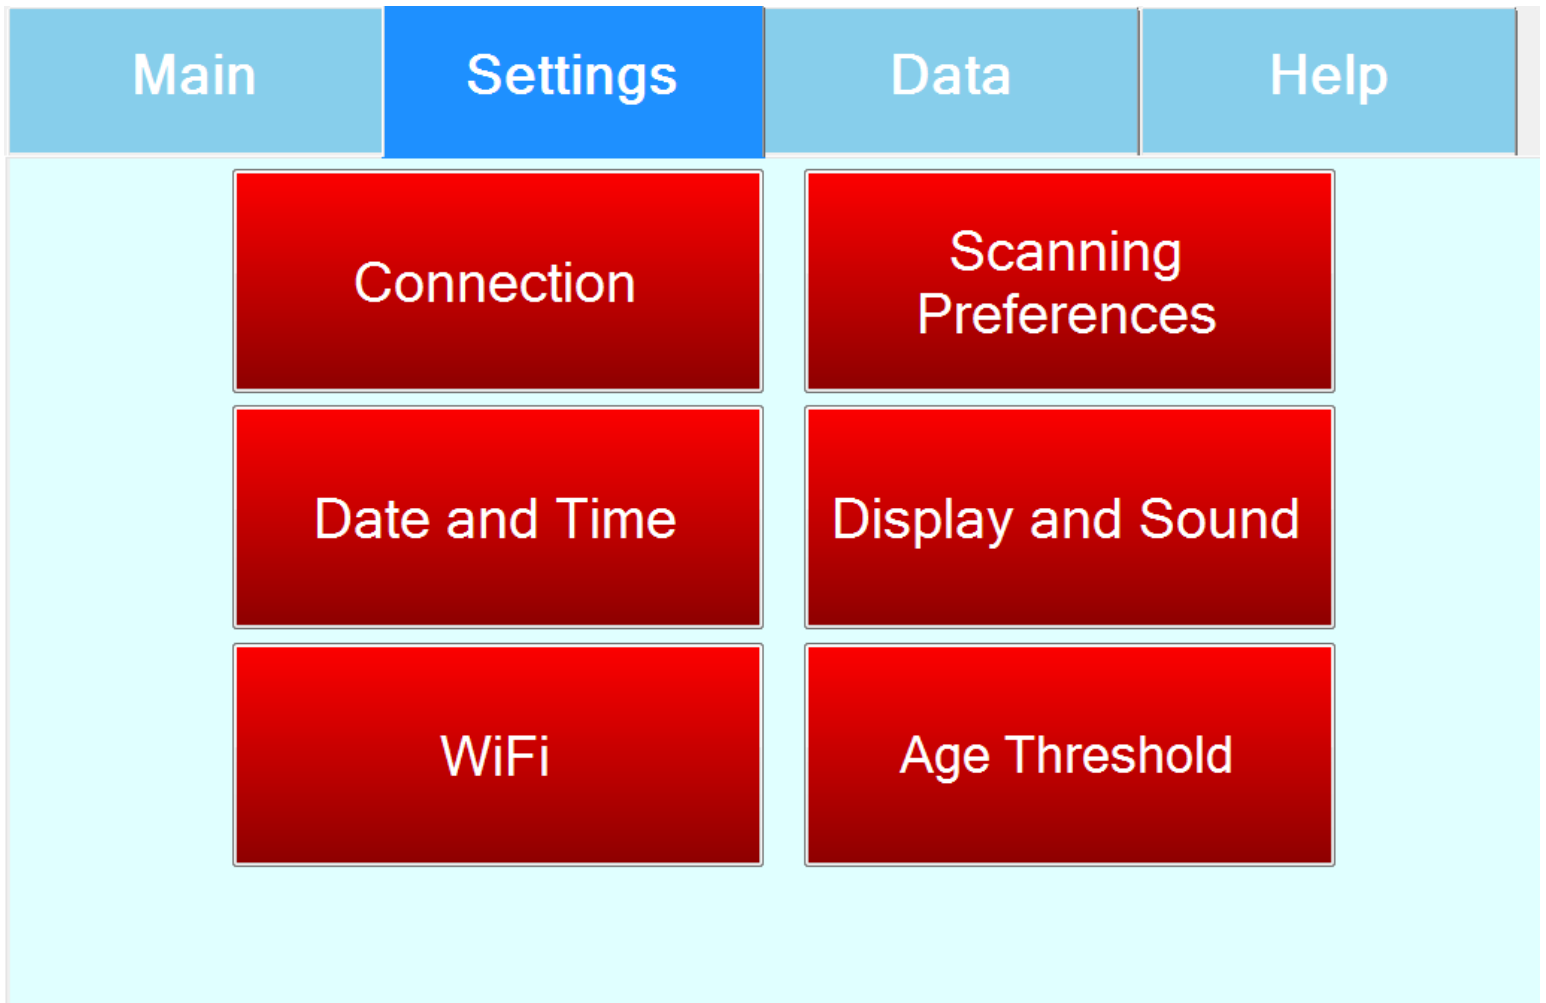 Main
Settings
Data
Help
Connection
Scanning
Preferences
Date and Time
Display and Sound
WiFi
Age Threshold